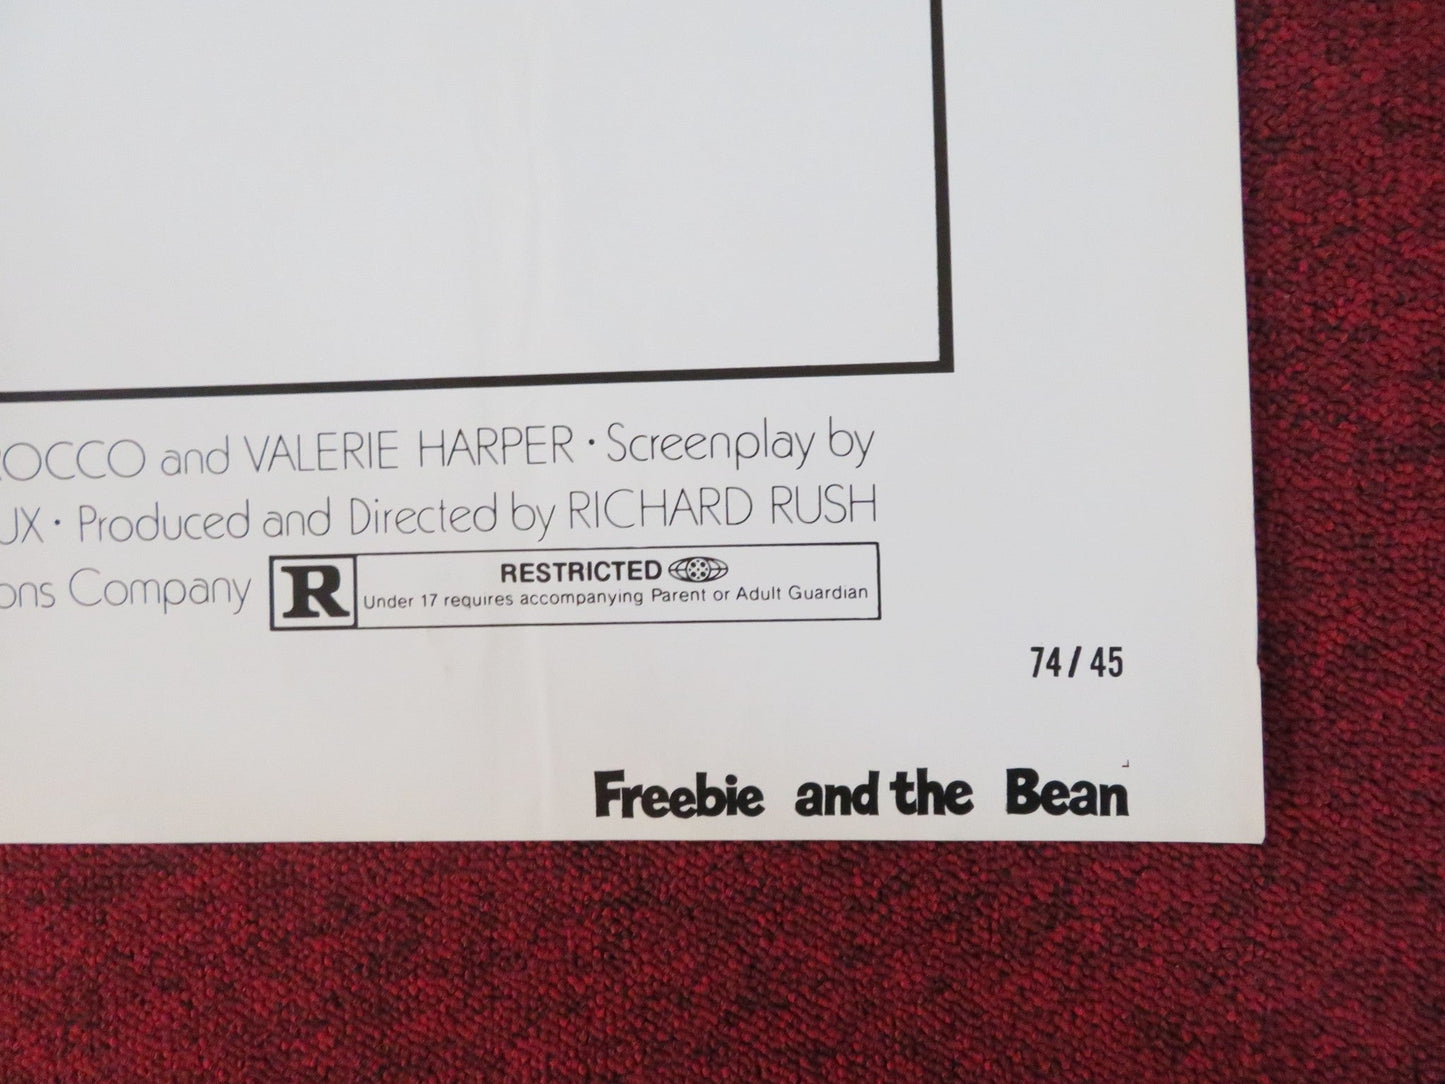 OCCO and VALERIE HARPER · Screenplay by
UX · Produced and Directed by RICHARD RUSH
ons Company
R
RESTRICTED
Under 17 requires accompanying Parent or Adult Guardian
74/45
Freebie and the Bean